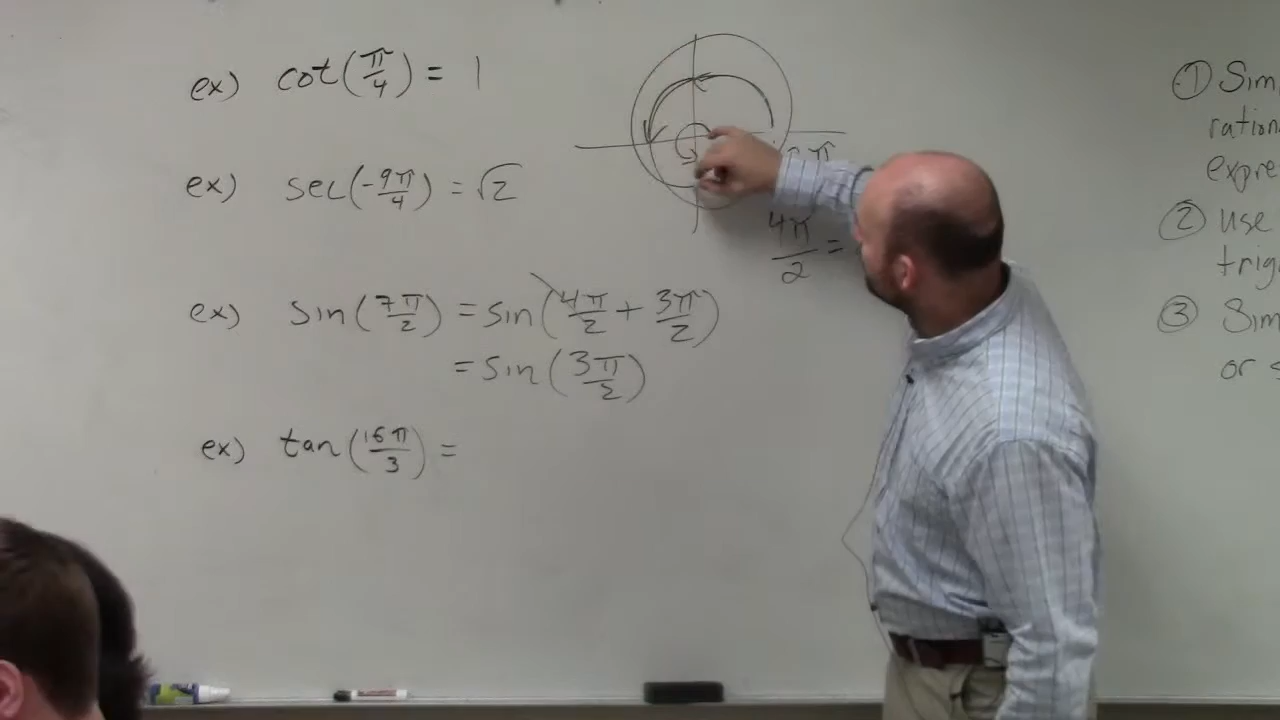 ex) cot(π/4) = 1
ex) sec(-9π/4) = √2
ex) sin(7π/2) = sin(4π/2 + 3π/2)
= sin(3π/2)
ex) tan(16π/3) =
π
4π/2 =
① Sim
ration
expre
② use
trig
③ Sim
or